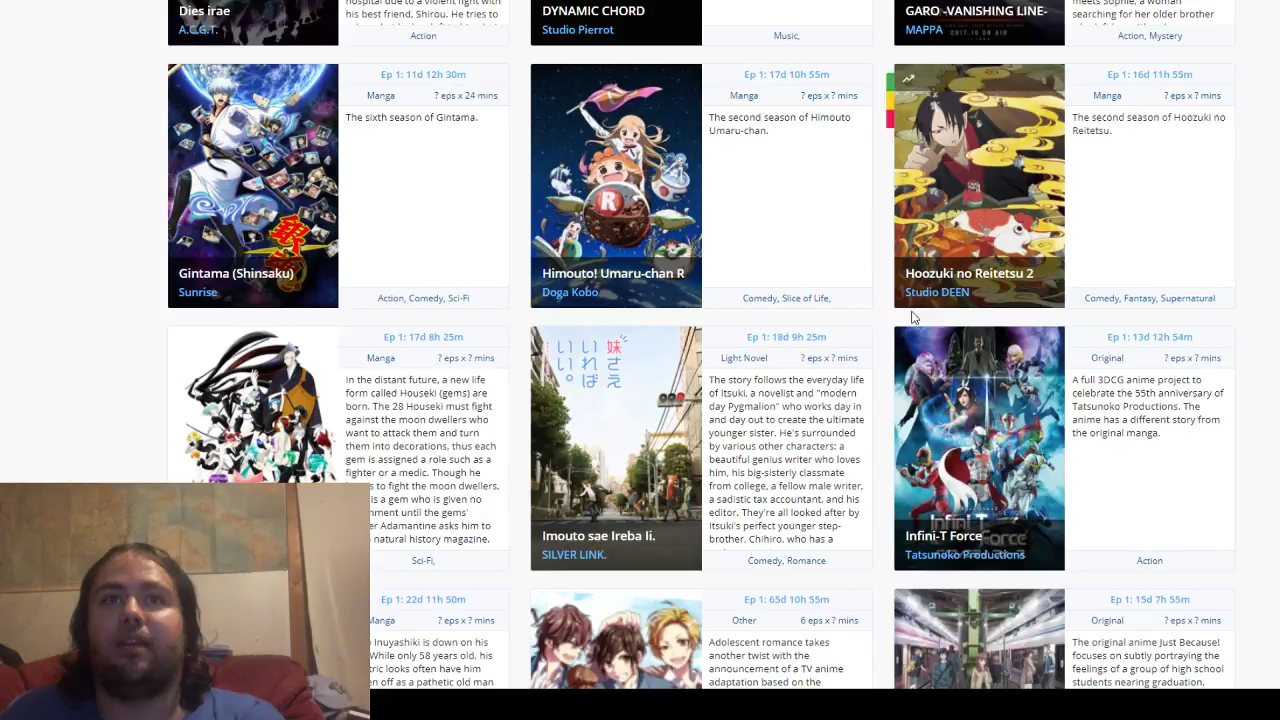 Dies irae
A.C.G.T.
hospital due to a violent fight with
his best friend, Shirou. He tries to
Action
DYNAMIC CHORD
Studio Pierrot
Music,
GARO -VANISHING LINE-
MAPPA
2017.10 ON AIR
meets Sophie, a woman
searching for her older brother
Action, Mystery
Gintama (Shinsaku)
Sunrise
Ep 1: 11d 12h 30m
Manga ? eps x 24 mins
The sixth season of Gintama.
Action, Comedy, Sci-Fi
R
Himouto! Umaru-chan R
Doga Kobo
Ep 1: 17d 10h 55m
Manga ? eps x ? mins
The second season of Himouto
Umaru-chan.
Comedy, Slice of Life,
Hoozuki no Reitetsu 2
Studio DEEN
Ep 1: 16d 11h 55m
Manga ? eps x ? mins
The second season of Hoozuki no
Reitetsu.
Comedy, Fantasy, Supernatural
Ep 1: 17d 8h 25m
Manga ? eps x ? mins
In the distant future, a new life
form called Houseki (gems) are
born. The 28 Houseki must fight
against the moon dwellers who
want to attack them and turn
them into decorations, thus each
gem is assigned a role such as a
fighter or a medic. Though he
s to fight the moon dwellers,
is a gem who is given no
nment until the gems'
er Adamantine asks him to
natural history magazine.
Sci-Fi,
妹さえ
いれば
いい。
Imouto sae Ireba Ii.
SILVER LINK.
Ep 1: 18d 9h 25m
Light Novel ? eps x ? mins
The story follows the everyday life
of Itsuki, a novelist and "modern
day Pygmalion" who works day in
and day out to create the ultimate
younger sister. He's surrounded
by various other characters: a
beautiful genius writer who loves
him, his big-sisterly classmate
from college, a fellow male writer,
a sadistic tax accountant, and his
editor. They're all looked after by
Itsuki's perfect younger step-
brother. Chihiro, who has a
Comedy, Romance
Infini-T Force
Infini-T Force
Tatsunoko Productions
Ep 1: 13d 12h 54m
Original ? eps x ? mins
A full 3DCG anime project to
celebrate the 55th anniversary of
Tatsunoko Productions. The
anime has a different story from
the original manga.
Action
Ep 1: 22d 11h 50m
Manga ? eps x ? mins
Inuyashiki is down on his
While only 58 years old, his
tric looks often have him
en off as a pathetic old man
Ep 1: 65d 10h 55m
Other 6 eps x ? mins
Adolescent romance takes
another twist with the
announcement of a TV anime
adaptation based on the
Ep 1: 15d 7h 55m
Original ? eps x ? mins
The original anime Just Because!
focuses on subtly portraying the
feelings of a group of high school
students nearing graduation.